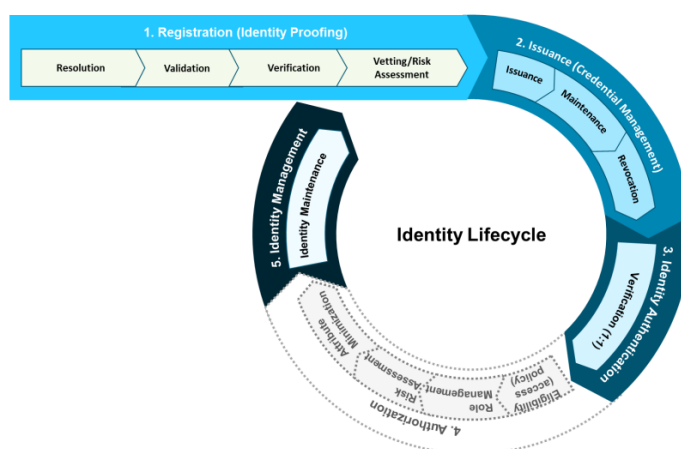 1. Registration (Identity Proofing)
Resolution
Validation
Verification
Vetting/Risk
Assessment
2. Issuance (Credential Management)
Issuance
Maintenance
Revocation
3. Identity Authentication
Verification (1:1)
4. Authorization
Eligibility
(access
policy)
Role
Management
Risk
Assessment
Attribute
Minimization
5. Identity Management
Identity Maintenance
Identity Lifecycle